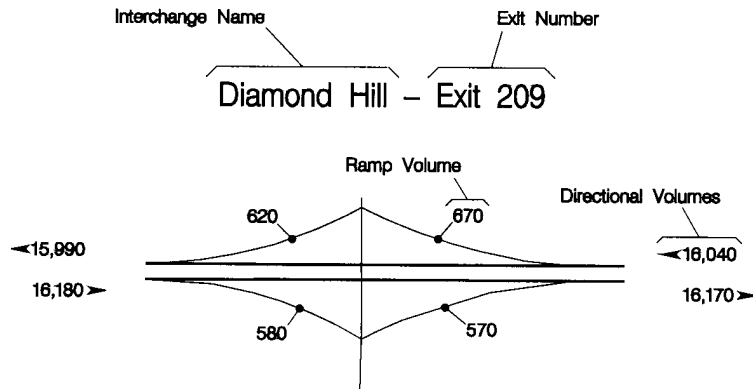 Interchange Name
Exit Number
Diamond Hill – Exit 209
Ramp Volume
620
670
Directional Volumes
15,990
16,040
16,180
16,170
580
570